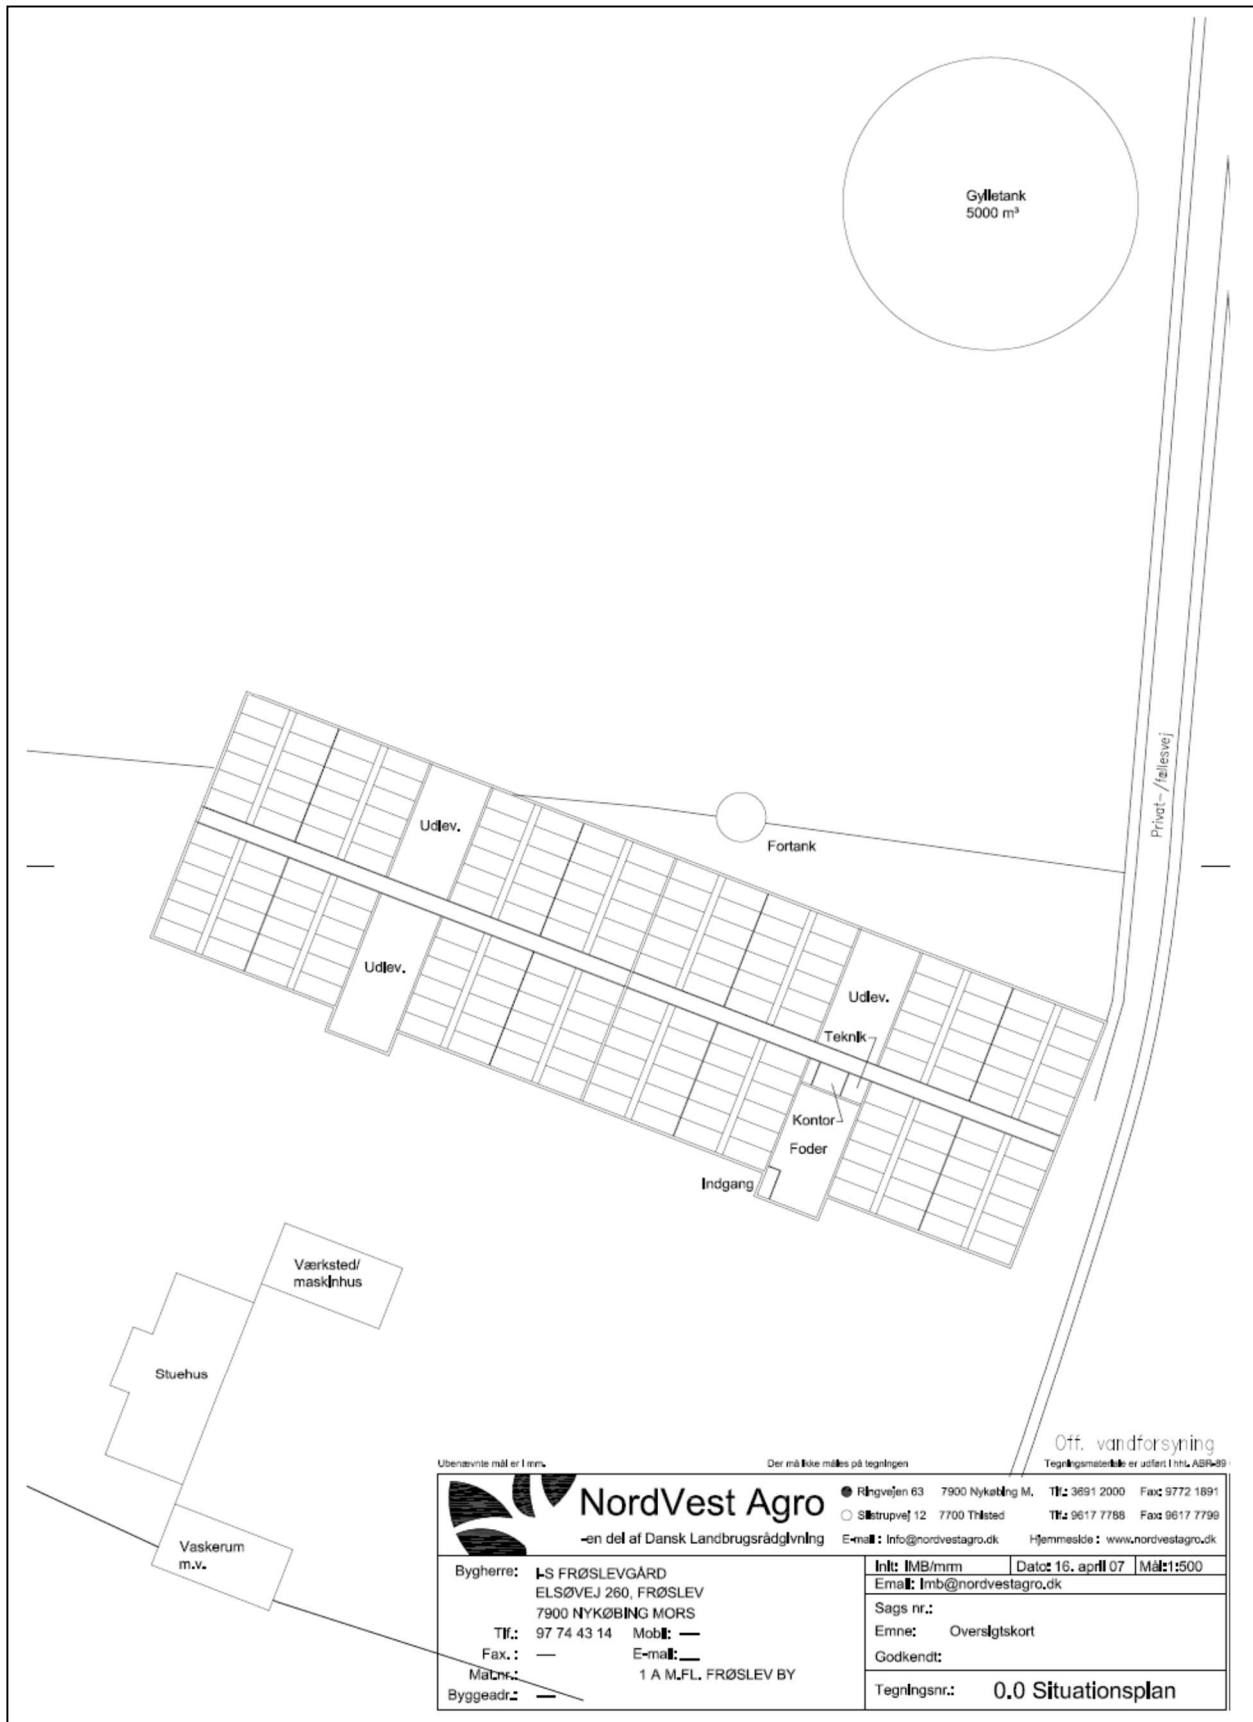 Gylletank
5000 m³
Privat-/fællesvej
Udlev.
Fortank
Udlev.
Udlev.
Teknik
Kontor
Foder
Indgang
Værksted/
maskinhus
Stuehus
Vaskerum
m.v.
Off. vandforsyning
Ubenævnte mål er i mm. Der må ikke måles på tegningen Tegningsmateriale er udført i hht. ABR-89
NordVest Agro
-en del af Dansk Landbrugsrådgivning
Ringvejen 63 7900 Nykøbing M. Tlf.: 3691 2000 Fax: 9772 1891
Silstrupvej 12 7700 Thisted Tlf.: 9617 7788 Fax: 9617 7799
E-mail : info@nordvestagro.dk Hjemmeside : www.nordvestagro.dk
Bygherre: I-S FRØSLEVGÅRD
ELSØVEJ 260, FRØSLEV
7900 NYKØBING MORS
Tlf.: 97 74 43 14 Mobil: —
Fax. : — E-mail: __
Mat.nr.: 1 A M.FL. FRØSLEV BY
Byggeadr.: —
Init: IMB/mm Dato: 16. april 07 Mål:1:500
Email: imb@nordvestagro.dk
Sags nr.:
Emne: Oversigtskort
Godkendt:
Tegningsnr.: 0.0 Situationsplan